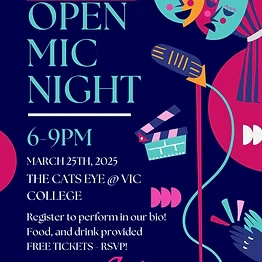 OPEN
MIC
NIGHT
6-9PM
MARCH 25TH, 2025
THE CATS EYE @ VIC
COLLEGE
Register to perform in our bio!
Food, and drink provided
FREE TICKETS - RSVP!